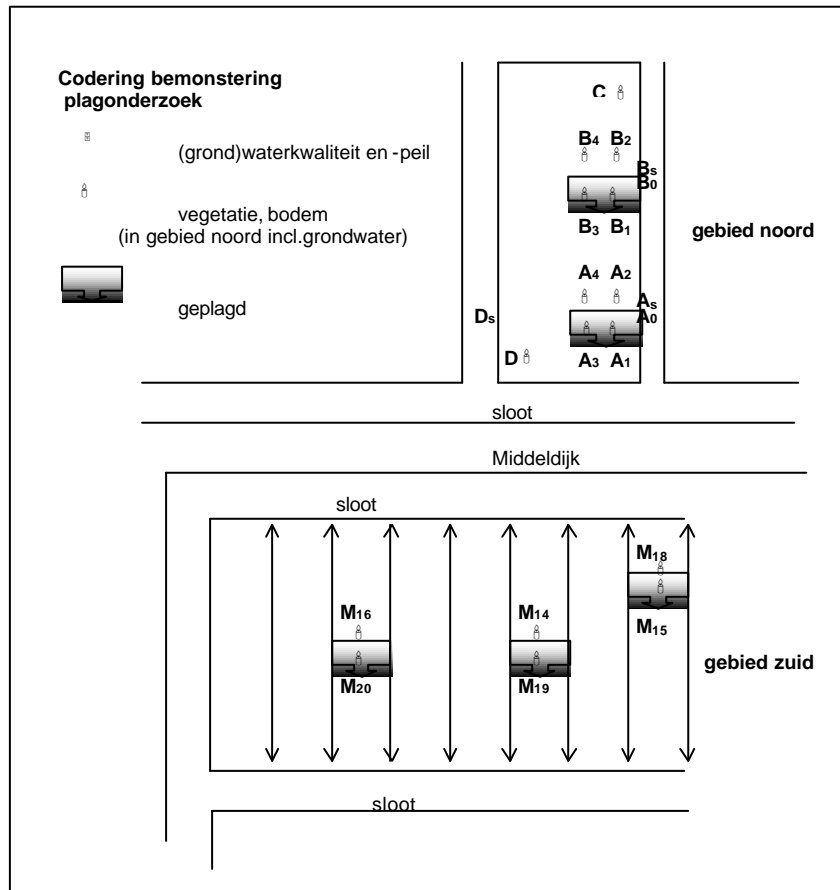 Codering bemonstering
plagonderzoek
(grond)waterkwaliteit en -peil
vegetatie, bodem
(in gebied noord incl.grondwater)
geplagd
C
B4 B2
Bs
B0
B3 B1
gebied noord
A4 A2
As
Ds A0
D A3 A1
sloot
Middeldijk
sloot
M18
M16 M14 M15
gebied zuid
M20 M19
sloot